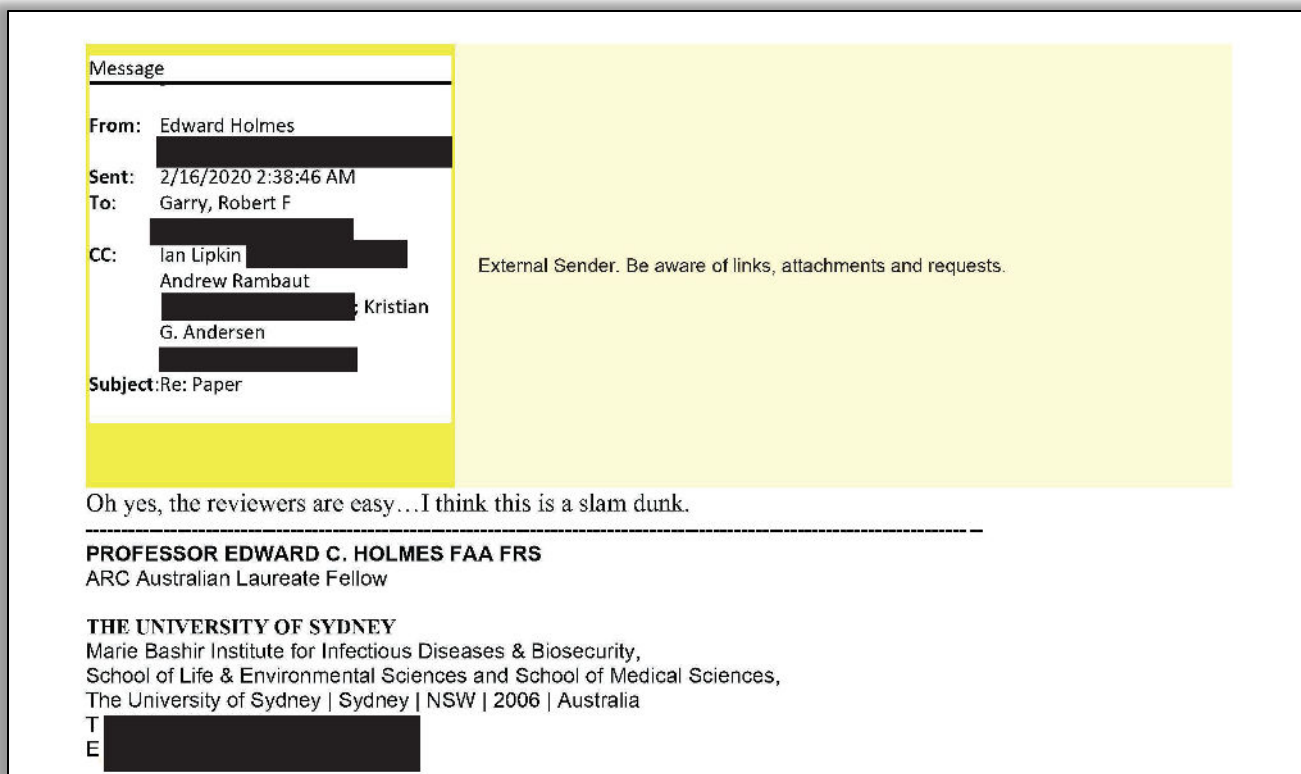 Message
From: Edward Holmes
Sent: 2/16/2020 2:38:46 AM
To: Garry, Robert F
CC: Ian Lipkin
Andrew Rambaut
; Kristian
G. Andersen
Subject:Re: Paper
External Sender. Be aware of links, attachments and requests.
Oh yes, the reviewers are easy…I think this is a slam dunk.
PROFESSOR EDWARD C. HOLMES FAA FRS
ARC Australian Laureate Fellow
THE UNIVERSITY OF SYDNEY
Marie Bashir Institute for Infectious Diseases & Biosecurity,
School of Life & Environmental Sciences and School of Medical Sciences,
The University of Sydney | Sydney | NSW | 2006 | Australia
T
E